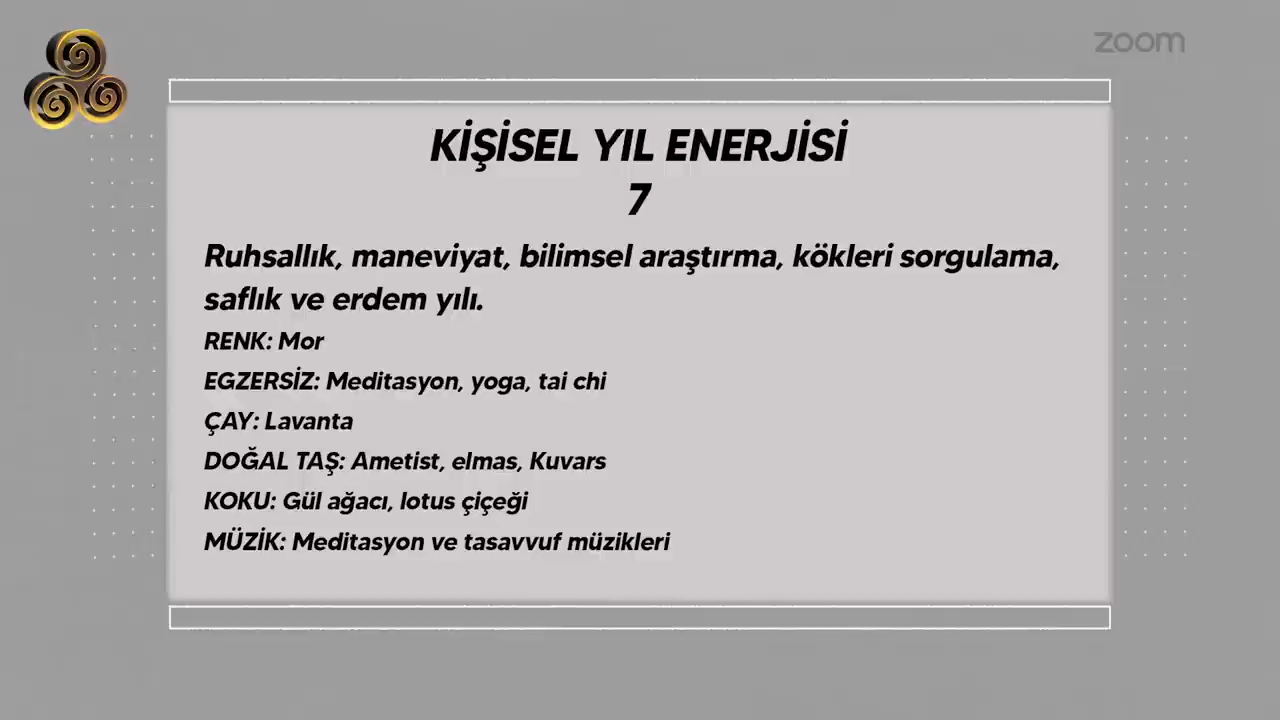 zoom
KİŞİSEL YIL ENERJİSİ
7
Ruhsallık, maneviyat, bilimsel araştırma, kökleri sorgulama,
saflık ve erdem yılı.
RENK: Mor
EGZERSİZ: Meditasyon, yoga, tai chi
ÇAY: Lavanta
DOĞAL TAŞ: Ametist, elmas, Kuvars
KOKU: Gül ağacı, lotus çiçeği
MÜZİK: Meditasyon ve tasavvuf müzikleri